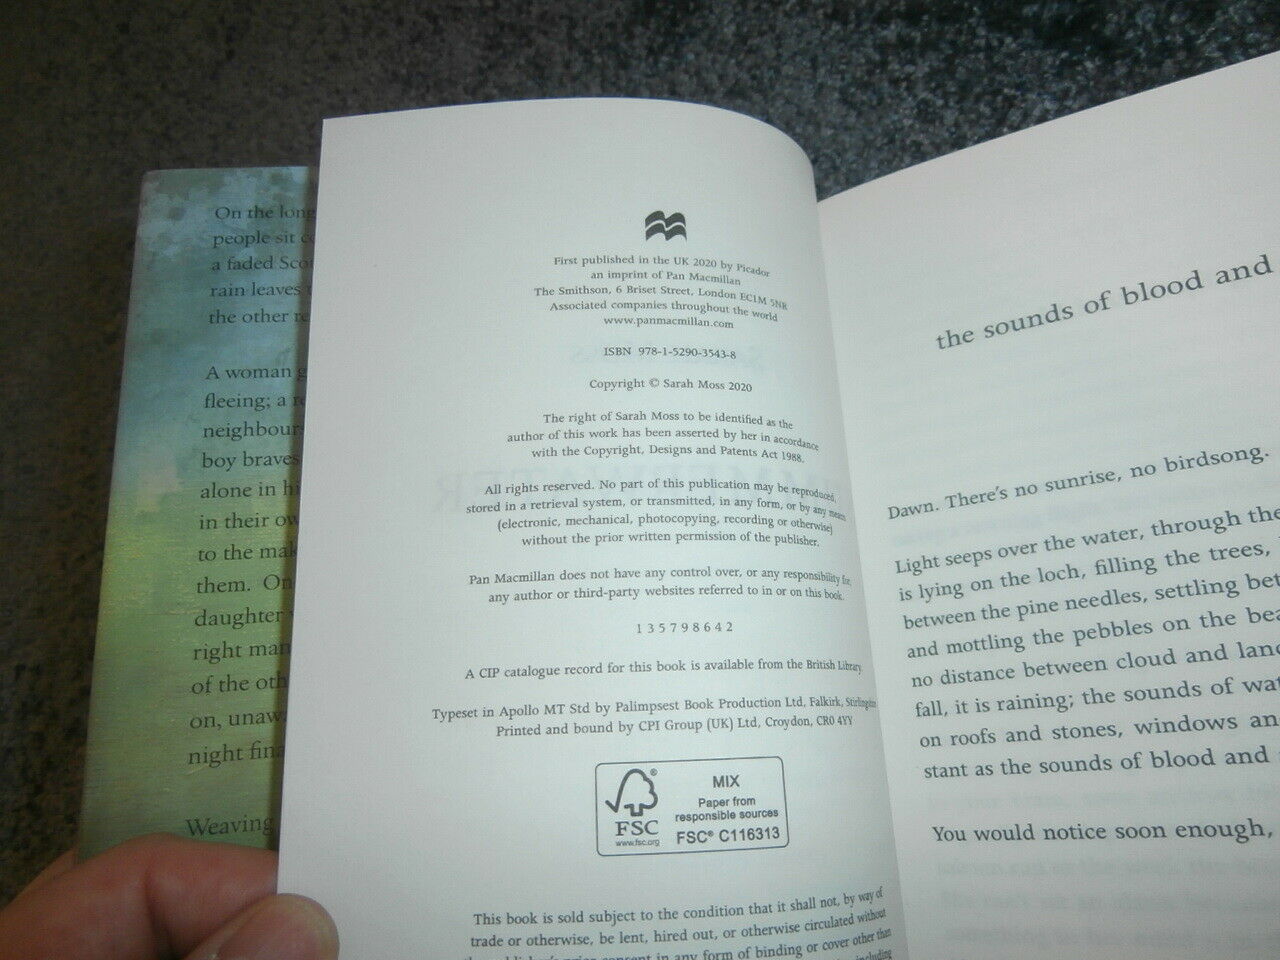 On the long
people sit
a faded
rain leaves
the other
A woman
fleeing; a
neighbour
boy braves
alone in
in their
to the
them. On
daughter
right man
of the
on,
night
Weaving
First published in the UK 2020 by Picador
an imprint of Pan Macmillan
The Smithson, 6 Briset Street, London EC1M 5NR
Associated companies throughout the world
www.panmacmillan.com
ISBN 978-1-5290-3543-8
Copyright © Sarah Moss 2020
The right of Sarah Moss to be identified as the
author of this work has been asserted by her in accordance
with the Copyright, Designs and Patents Act 1988.
All rights reserved. No part of this publication may be reproduced,
stored in a retrieval system, or transmitted, in any form, or by any means
(electronic, mechanical, photocopying, recording or otherwise)
without the prior written permission of the publisher.
Pan Macmillan does not have any control over, or any responsibility for,
any author or third-party websites referred to in or on this book.
1 3 5 7 9 8 6 4 2
A CIP catalogue record for this book is available from the British Library.
Typeset in Apollo MT Std by Palimpsest Book Production Ltd, Falkirk,
Printed and bound by CPI Group (UK) Ltd, Croydon, CR0 4YY
FSC®
www.fsc.org
MIX
Paper from
responsible sources
FSC® C116313
This book is sold subject to the condition that it shall not, by way of
trade or otherwise, be lent, hired out, or otherwise circulated without
prior consent in any form of binding or cover other than
including
the sounds of blood and
Dawn. There's no sunrise, no birdsong.
Light seeps over the water, through the
is lying on the loch, filling the trees,
between the pine needles, settling
and mottling the pebbles on the
no distance between cloud and
fall, it is raining; the sounds of
on roofs and stones, windows
stant as the sounds of blood and
You would notice soon enough,